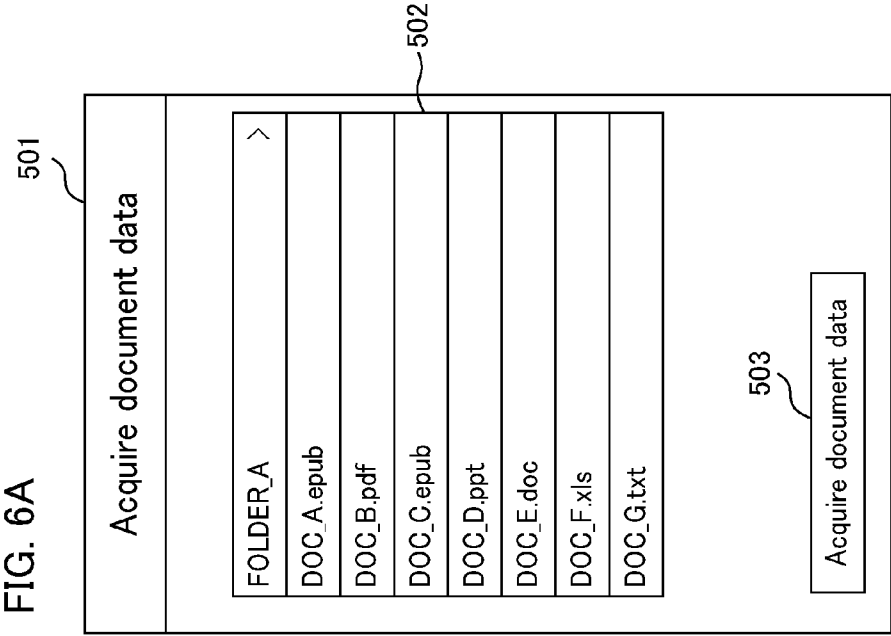 FIG. 6A
501
Acquire document data
502
FOLDER_A >
DOC_A.epub
DOC_B.pdf
DOC_C.epub
DOC_D.ppt
DOC_E.doc
DOC_F.xls
DOC_G.txt
503
Acquire document data